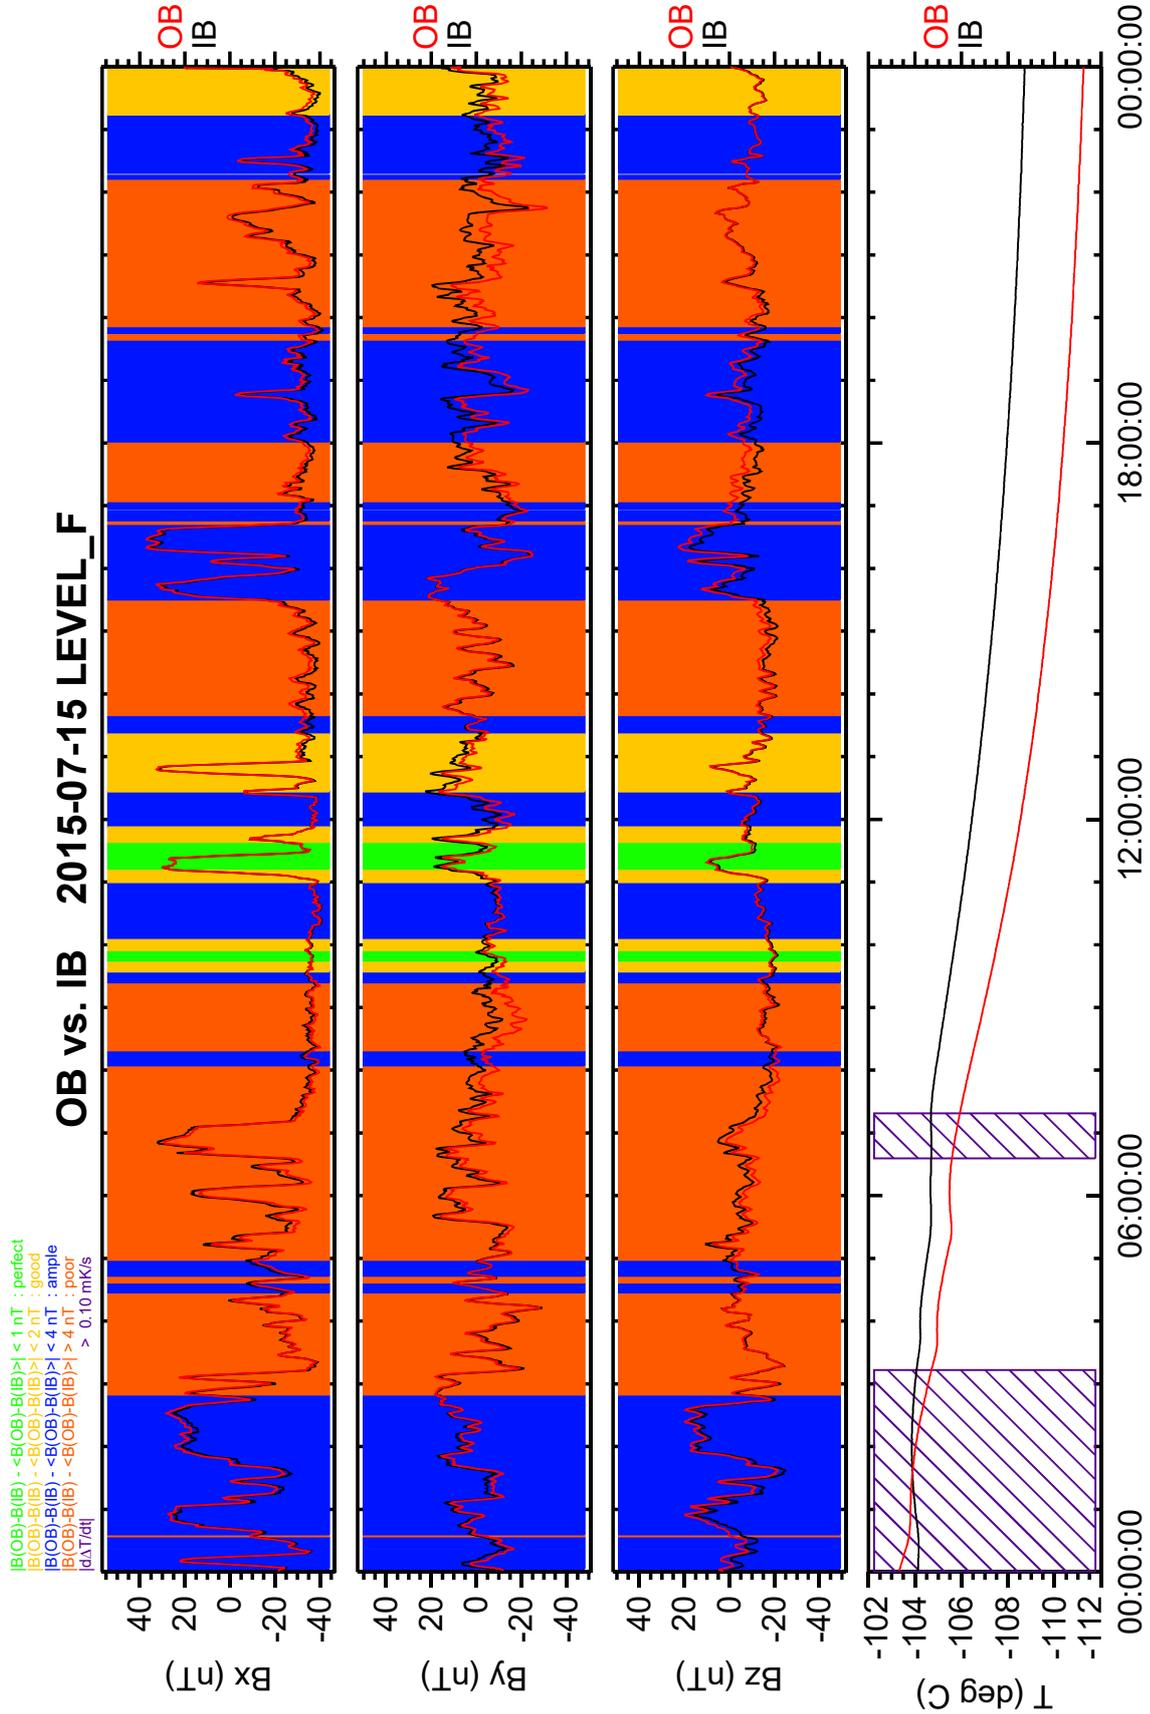 |B(OB)-B(IB) - <B(OB)-B(IB)>| < 1 nT : perfect
|B(OB)-B(IB) - <B(OB)-B(IB)>| < 2 nT : good
|B(OB)-B(IB) - <B(OB)-B(IB)>| < 4 nT : ample
|B(OB)-B(IB) - <B(OB)-B(IB)>| > 4 nT : poor
|dΔT/dt| > 0.10 mK/s
OB vs. IB 2015-07-15 LEVEL_F
Bx (nT)
40
20
0
-20
-40
OB
IB
By (nT)
40
20
0
-20
-40
OB
IB
Bz (nT)
40
20
0
-20
-40
OB
IB
T (deg C)
-102
-104
-106
-108
-110
-112
OB
IB
00:00:00 06:00:00 12:00:00 18:00:00 00:00:00